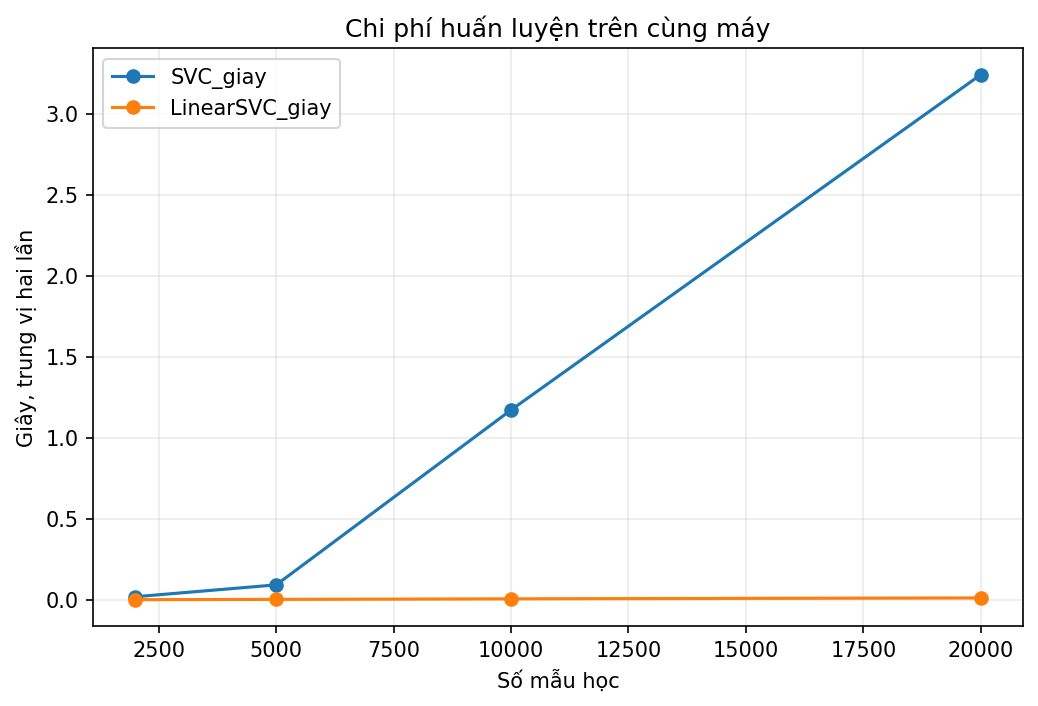 Chi phí huấn luyện trên cùng máy
SVC_giay
LinearSVC_giay
Giây, trung vị hai lần
3.0
2.5
2.0
1.5
1.0
0.5
0.0
2500 5000 7500 10000 12500 15000 17500 20000
Số mẫu học